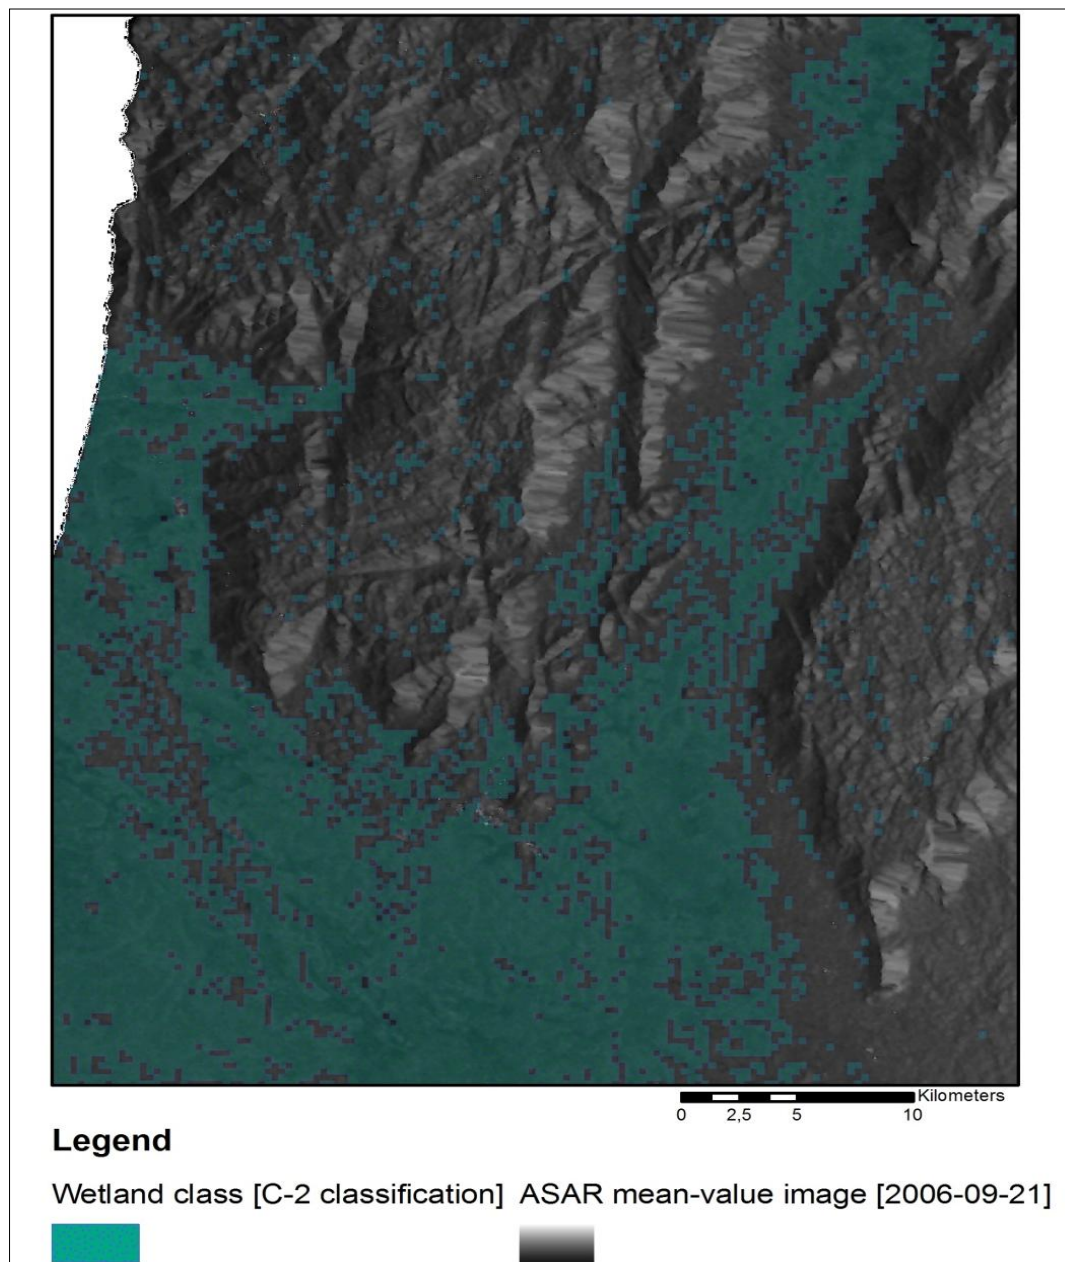 Kilometers
0 2,5 5 10
Legend
Wetland class [C-2 classification] ASAR mean-value image [2006-09-21]